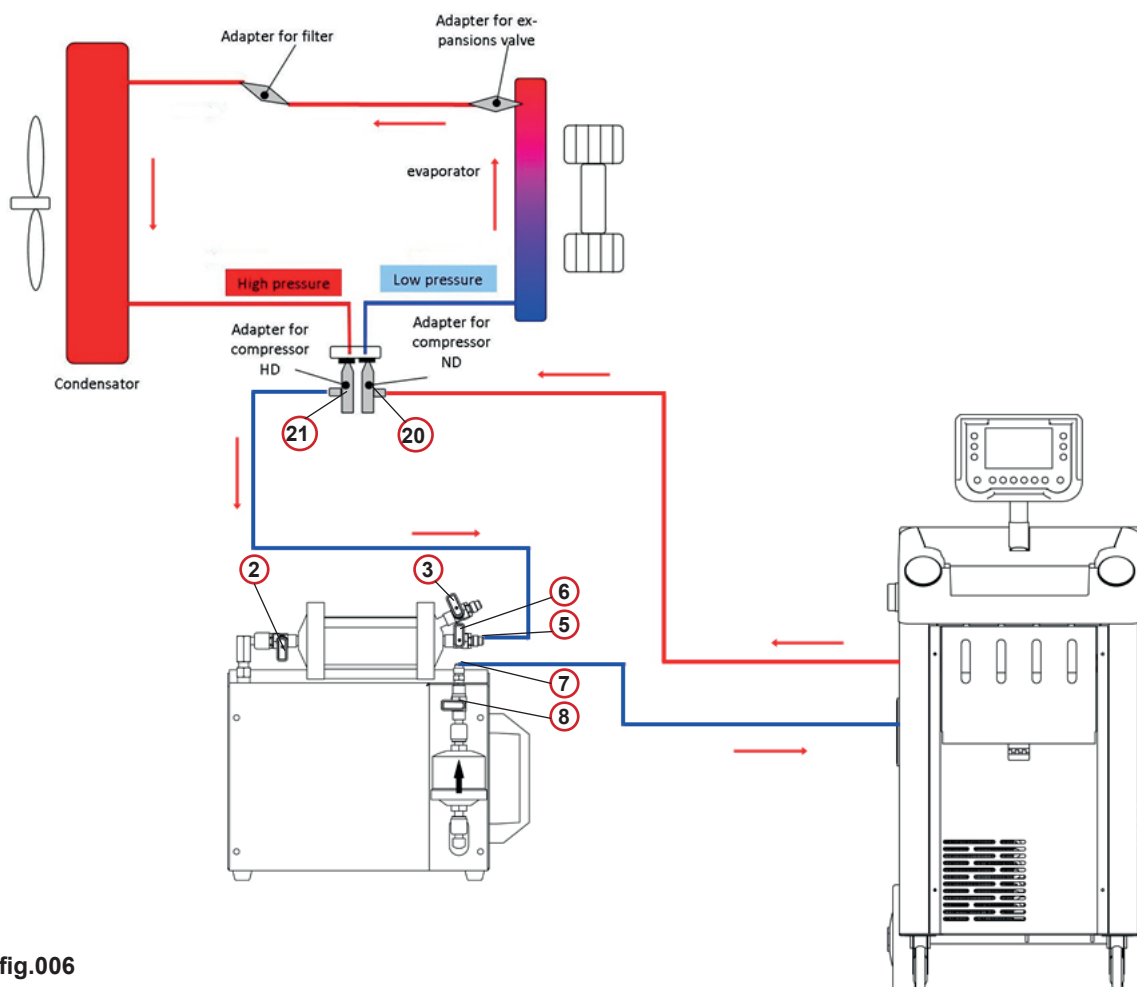 Adapter for filter
Adapter for ex-
pansions valve
evaporator
High pressure
Low pressure
Adapter for
compressor
HD
Adapter for
compressor
ND
Condensator
21
20
2
3
6
5
7
8
fig.006